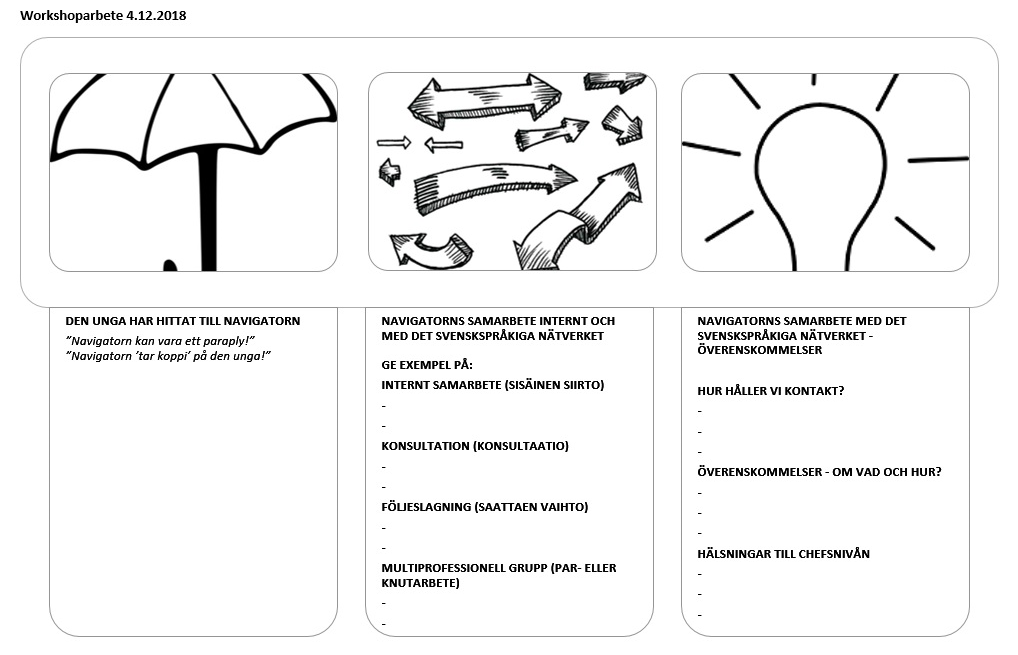 Workshoparbete 4.12.2018
DEN UNGA HAR HITTAT TILL NAVIGATORN
”Navigatorn kan vara ett paraply!”
”Navigatorn ’tar koppi’ på den unga!”
NAVIGATORNS SAMARBETE INTERNT OCH
MED DET SVENSKSPRÅKIGA NÄTVERKET
GE EXEMPEL PÅ:
INTERNT SAMARBETE (SISÄINEN SIIRTO)
-
-
KONSULTATION (KONSULTAATIO)
-
-
FÖLJESLAGNING (SAATTAEN VAIHTO)
-
-
MULTIPROFESSIONELL GRUPP (PAR- ELLER
KNUTARBETE)
-
-
NAVIGATORNS SAMARBETE MED DET
SVENSKSPRÅKIGA NÄTVERKET -
ÖVERENSKOMMELSER
HUR HÅLLER VI KONTAKT?
-
-
-
ÖVERENSKOMMELSER - OM VAD OCH HUR?
-
-
-
HÄLSNINGAR TILL CHEFSNIVÅN
-
-
-